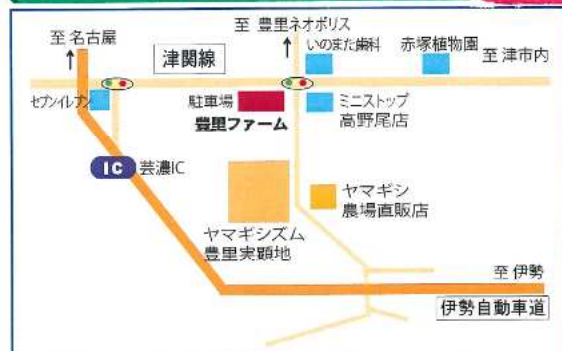 至 名古屋
至 豊里ネオポリス
津関線
いのまた歯科
赤塚植物園
至 津市内
セブンイレブン
駐車場
豊里ファーム
ミニストップ
高野尾店
IC 芸濃IC
ヤマギシ
農場直販店
ヤマギシズム
豊里実顕地
至 伊勢
伊勢自動車道